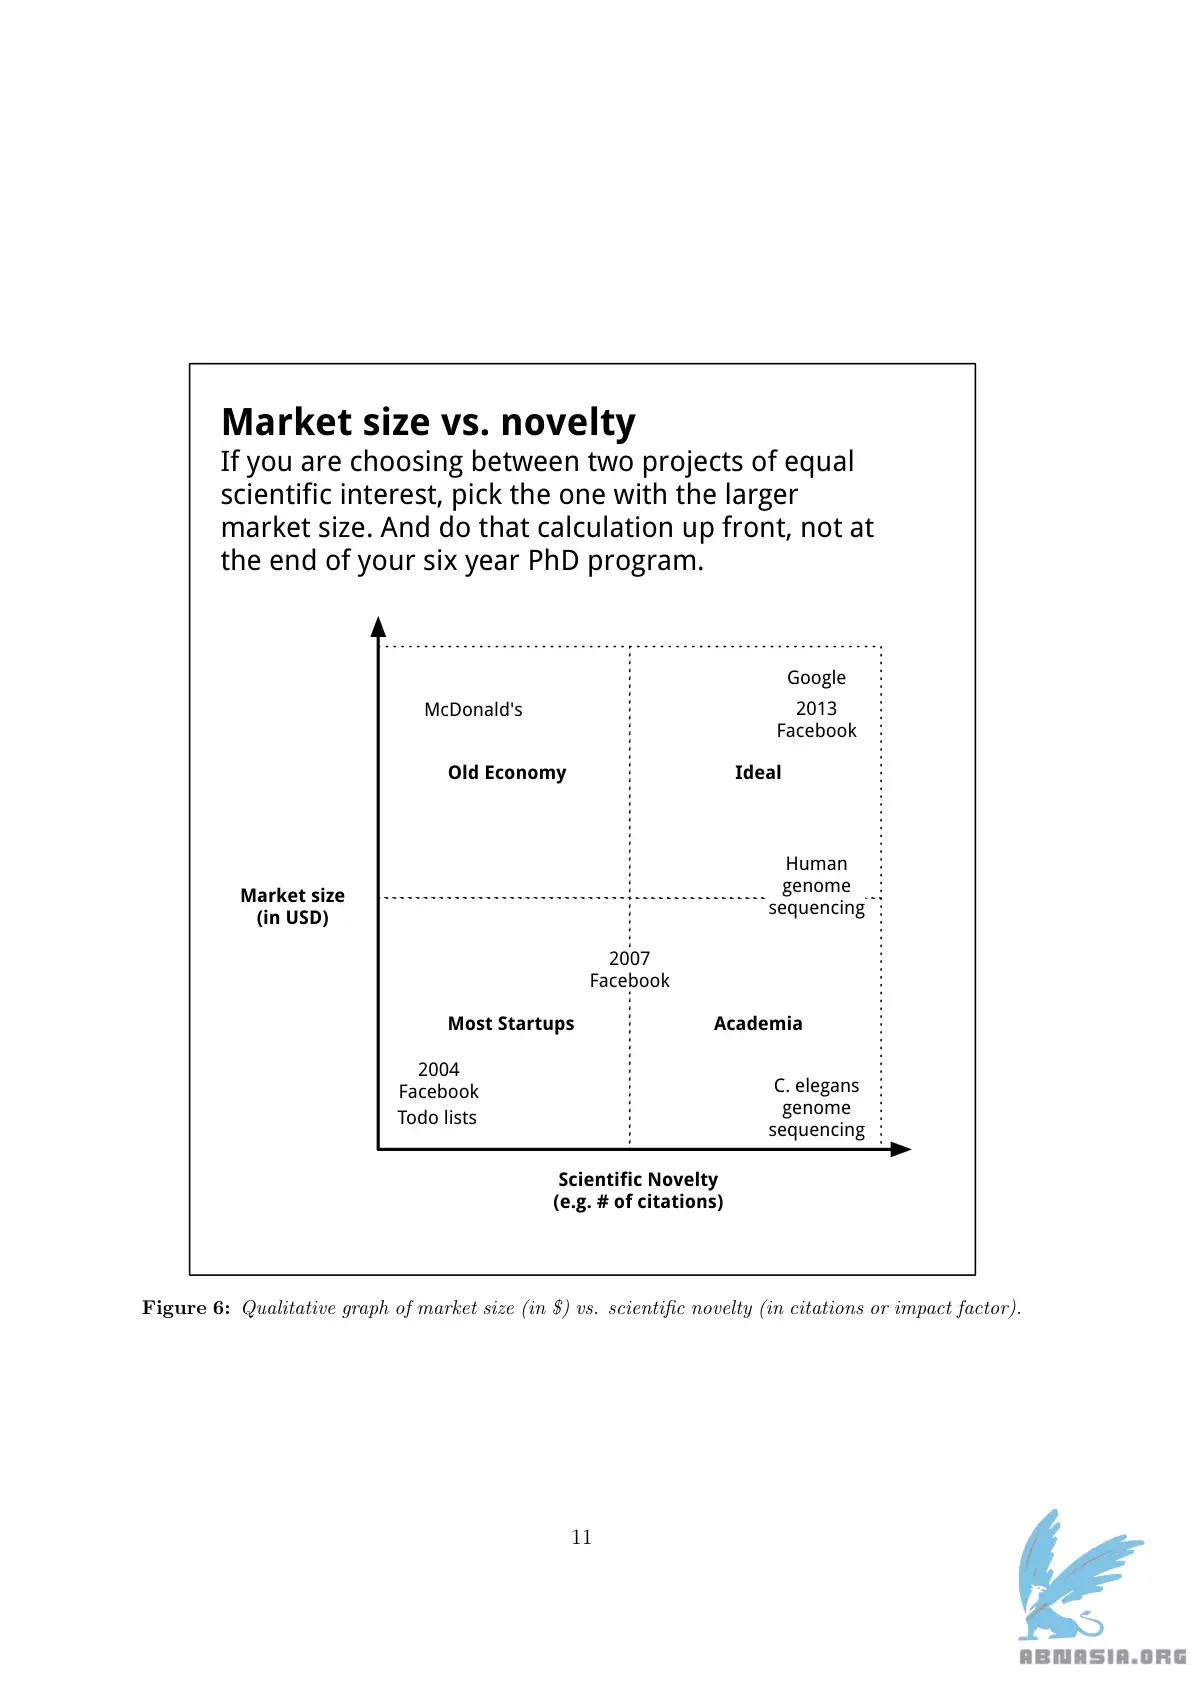 Market size vs. novelty
If you are choosing between two projects of equal
scientific interest, pick the one with the larger
market size. And do that calculation up front, not at
the end of your six year PhD program.
Google
McDonald's
2013
Facebook
Old Economy
Ideal
Human
genome
sequencing
Market size
(in USD)
2007
Facebook
Most Startups
Academia
2004
Facebook
Todo lists
C. elegans
genome
sequencing
Scientific Novelty
(e.g. # of citations)
Figure 6: Qualitative graph of market size (in $) vs. scientific novelty (in citations or impact factor).
11
ABNASIA.ORG